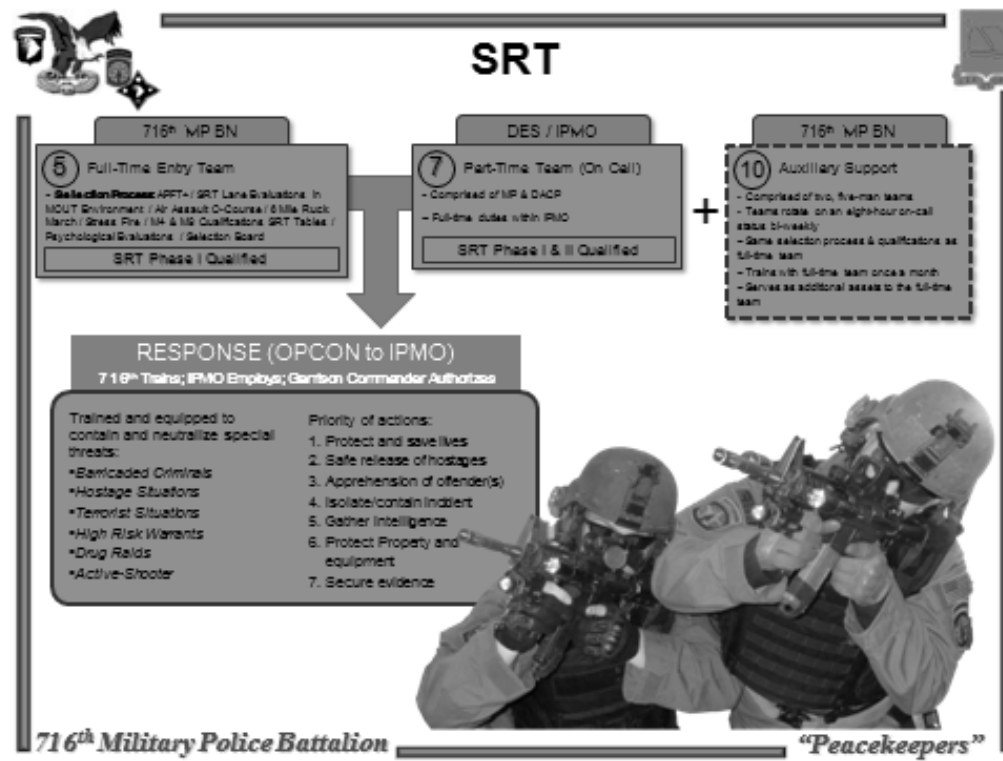 SRT
716th MP BN
5 Full-Time Entry Team
– Selection Process: APFT+ / SRT Lane Evaluations in
MOUT Environment / Air Assault O-Course / 6 Mile Ruck
March / Stress Fire / M4 & M9 Qualifications SRT Tables /
Psychological Evaluations / Selection Board
SRT Phase I Qualified
DES / IPMO
7 Part-Time Team (On Call)
– Comprised of MP & DACP
– Full-time duties within IPMO
SRT Phase I & II Qualified
+
716th MP BN
10 Auxiliary Support
– Comprised of two, five-man teams
– Teams rotate on an eight-hour on-call
status bi-weekly
– Same selection process & qualifications as
full-time team
– Trains with full-time team once a month
– Serves as additional assets to the full-time
team
RESPONSE (OPCON to IPMO)
716th Trains; IPMO Employs; Garrison Commander Authorizes
Trained and equipped to
contain and neutralize special
threats:
▪Barricaded Criminals
▪Hostage Situations
▪Terrorist Situations
▪High Risk Warrants
▪Drug Raids
▪Active-Shooter
Priority of actions:
1. Protect and save lives
2. Safe release of hostages
3. Apprehension of offender(s)
4. Isolate/contain incident
5. Gather Intelligence
6. Protect Property and
equipment
7. Secure evidence
716th Military Police Battalion
"Peacekeepers"